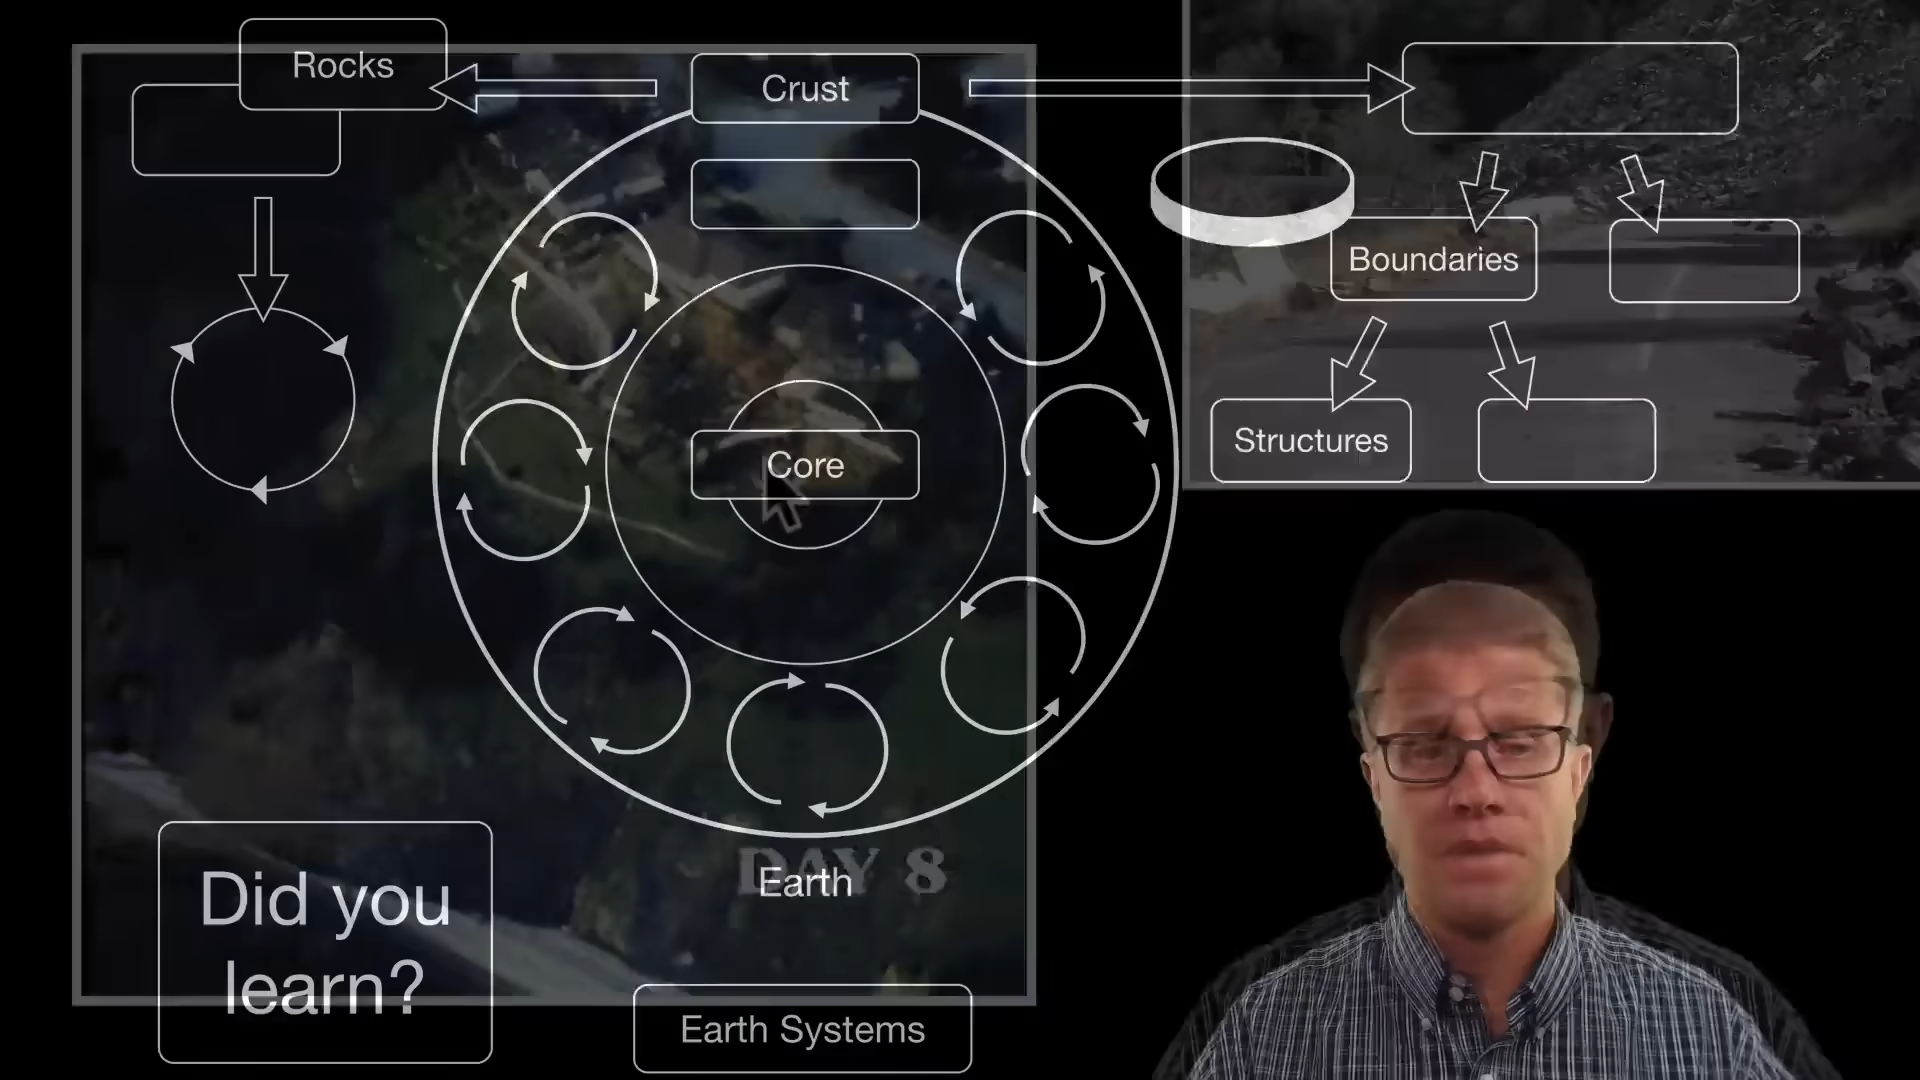 Rocks
Crust
Boundaries
Structures
Core
DAY 8
Earth
Did you
learn?
Earth Systems